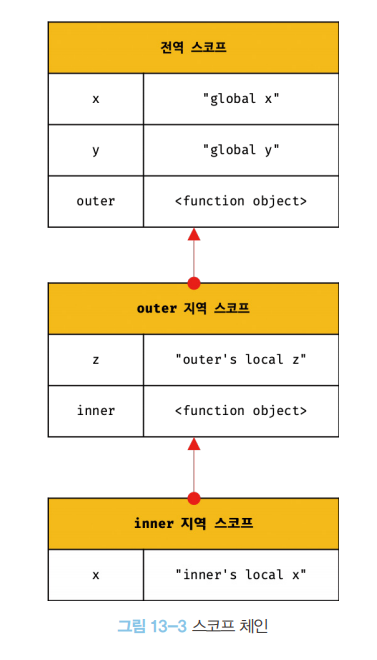 전역 스코프
x "global x"
y "global y"
outer <function object>
outer 지역 스코프
z "outer's local z"
inner <function object>
inner 지역 스코프
x "inner's local x"
그림 13-3 스코프 체인